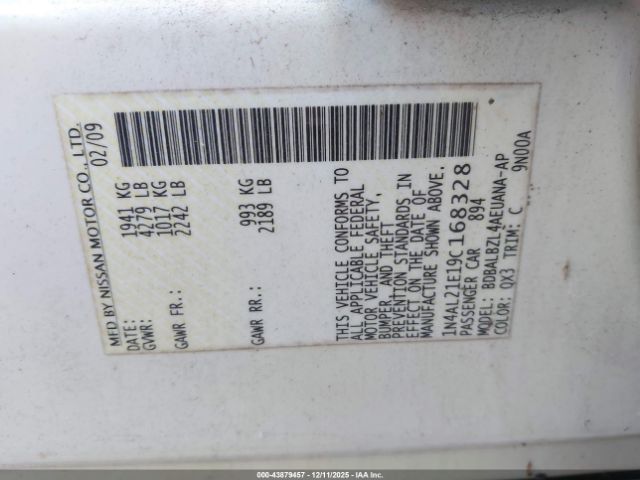 MFD BY NISSAN MOTOR CO., LTD.
DATE: 02/09
GVWR: 1941 KG
4279 LB
GAWR FR: 1017 KG
2242 LB
GAWR RR: 993 KG
2189 LB
THIS VEHICLE CONFORMS TO
ALL APPLICABLE FEDERAL
MOTOR VEHICLE SAFETY,
BUMPER, AND THEFT
PREVENTION STANDARDS IN
EFFECT ON THE DATE OF
MANUFACTURE SHOWN ABOVE.
1N4AL21E19C168328
PASSENGER CAR 894
MODEL: BDBALBZL4AEUANA-AP
COLOR: QX3 TRIM: C 9N00A
000-43879457 - 12/11/2025 - IAAI.COM